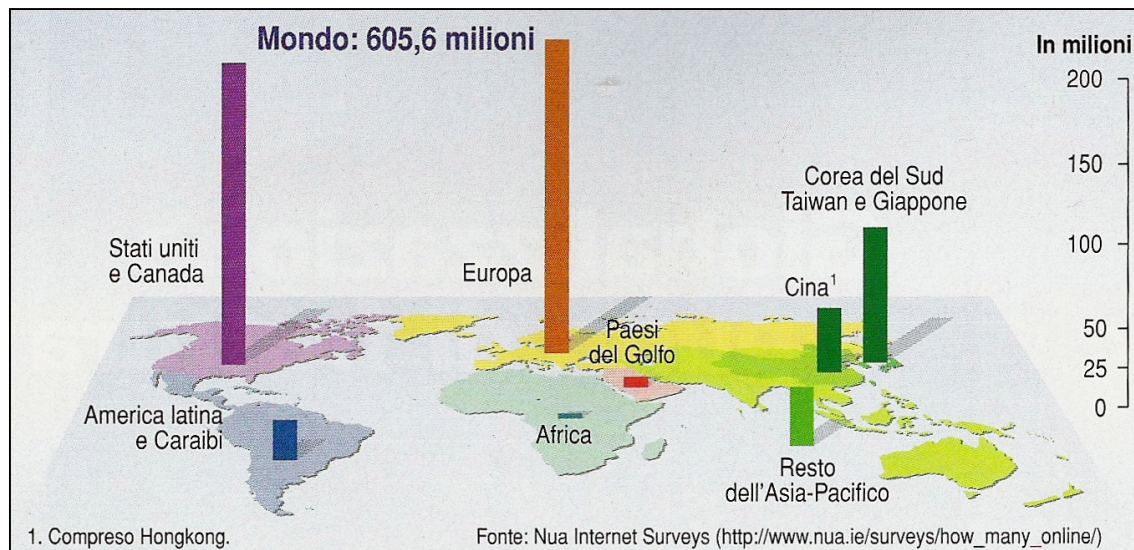 Mondo: 605,6 milioni
In milioni
200
150
100
50
25
0
Stati uniti
e Canada
Europa
Corea del Sud
Taiwan e Giappone
Cina¹
Paesi
del Golfo
America latina
e Caraibi
Africa
Resto
dell'Asia-Pacifico
1. Compreso Hongkong.
Fonte: Nua Internet Surveys (http://www.nua.ie/surveys/how_many_online/)